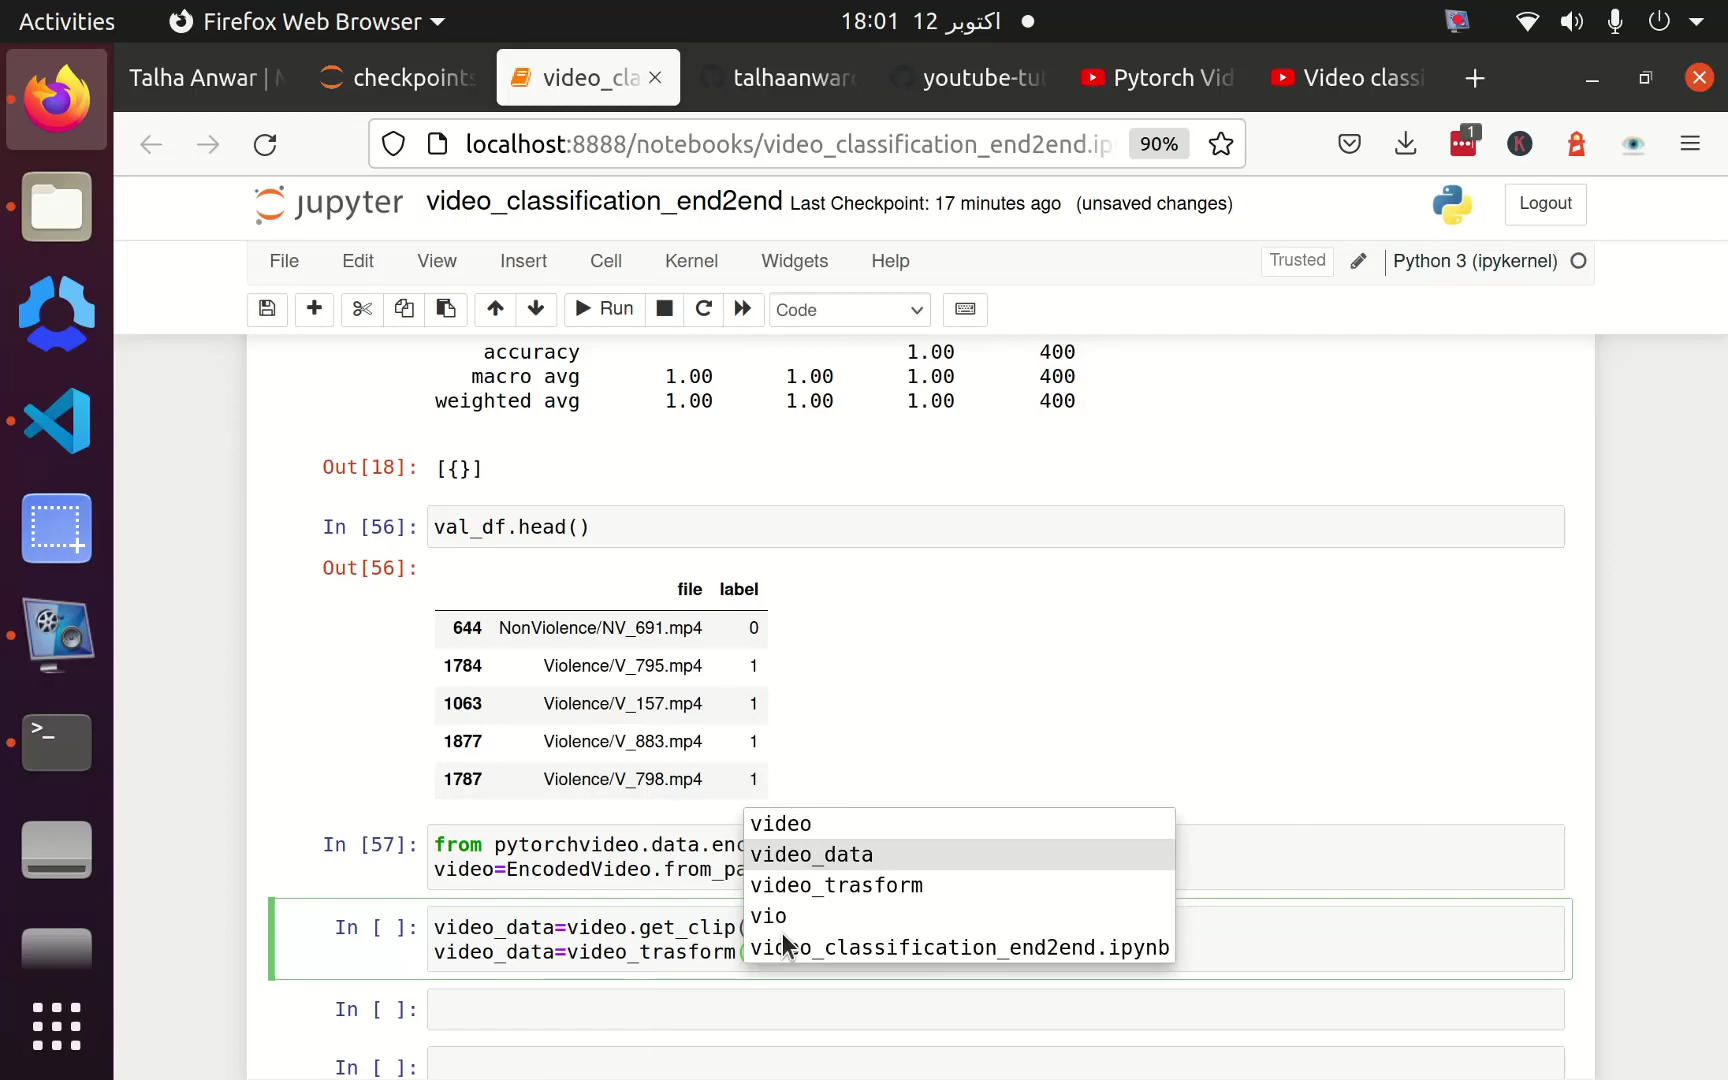 Activities Firefox Web Browser 18:01 12 اکتوبر
Talha Anwar | checkpoints video_cla talhaanwar youtube-tu Pytorch Vid Video classi
localhost:8888/notebooks/video_classification_end2end.ip 90% 1
jupyter video_classification_end2end Last Checkpoint: 17 minutes ago (unsaved changes) Logout
File Edit View Insert Cell Kernel Widgets Help Trusted Python 3 (ipykernel)
Run Code
accuracy 1.00 400
macro avg 1.00 1.00 1.00 400
weighted avg 1.00 1.00 1.00 400
Out[18]: [{}]
In [56]: val_df.head()
Out[56]:
file label
644 NonViolence/NV_691.mp4 0
1784 Violence/V_795.mp4 1
1063 Violence/V_157.mp4 1
1877 Violence/V_883.mp4 1
1787 Violence/V_798.mp4 1
In [57]: from pytorchvideo.data.enc
video=EncodedVideo.from_pa
In [ ]: video_data=video.get_clip(
video_data=video_trasform(
video
video_data
video_trasform
vio
video_classification_end2end.ipynb
In [ ]:
In [ ]: